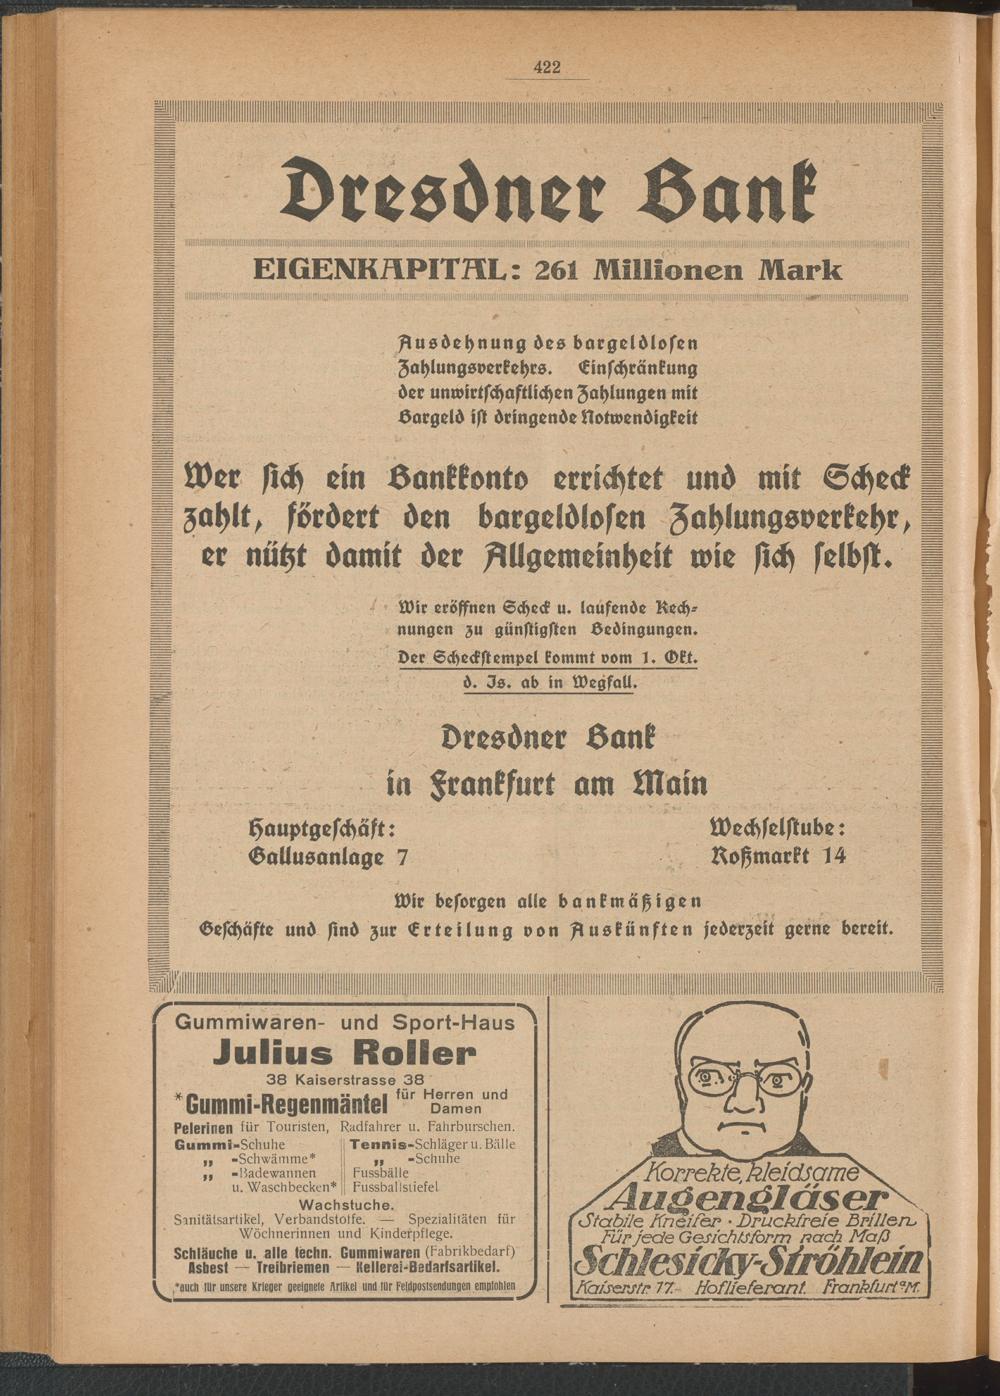 422
Dresdner Bank
EIGENKAPITAL: 261 Millionen Mark
Ausdehnung des bargeldlosen
Zahlungsverkehrs. Einschränkung
der unwirtschaftlichen Zahlungen mit
Bargeld ist dringende Notwendigkeit
Wer sich ein Bankkonto errichtet und mit Scheck
zahlt, fördert den bargeldlosen Zahlungsverkehr,
er nützt damit der Allgemeinheit wie sich selbst.
Wir eröffnen Scheck u. laufende Rech-
nungen zu günstigsten Bedingungen.
Der Scheckstempel kommt vom 1. Okt.
d. Js. ab in Wegfall.
Dresdner Bank
in Frankfurt am Main
Hauptgeschäft:
Gallusanlage 7
Wechselstube:
Roßmarkt 14
Wir besorgen alle bankmäßigen
Geschäfte und sind zur Erteilung von Auskünften jederzeit gerne bereit.
Gummiwaren- und Sport-Haus
Julius Roller
38 Kaiserstrasse 38
*Gummi-Regenmäntel für Herren und Damen
Pelerinen für Touristen, Radfahrer u. Fahrburschen.
Gummi-Schuhe
„ -Schwämme*
„ -Badewannen
u. Waschbecken*
Tennis-Schläger u. Bälle
„ -Schuhe
Fussbälle
Fussballstiefel
Wachstuche.
Sanitätsartikel, Verbandstoffe. — Spezialitäten für
Wöchnerinnen und Kinderpflege.
Schläuche u. alle techn. Gummiwaren (Fabrikbedarf)
Asbest — Treibriemen — Kellerei-Bedarfsartikel.
*auch für unsere Krieger geeignete Artikel und für Feldpostsendungen empfohlen
Korrekte, kleidsame
Augengläser
Stabile Kneifer · Druckfreie Brillen
Für jede Gesichtsform nach Maß
Schlesicky-Ströhlein
Kaiserstr. 17. Hoflieferant. Frankfurt a/M.